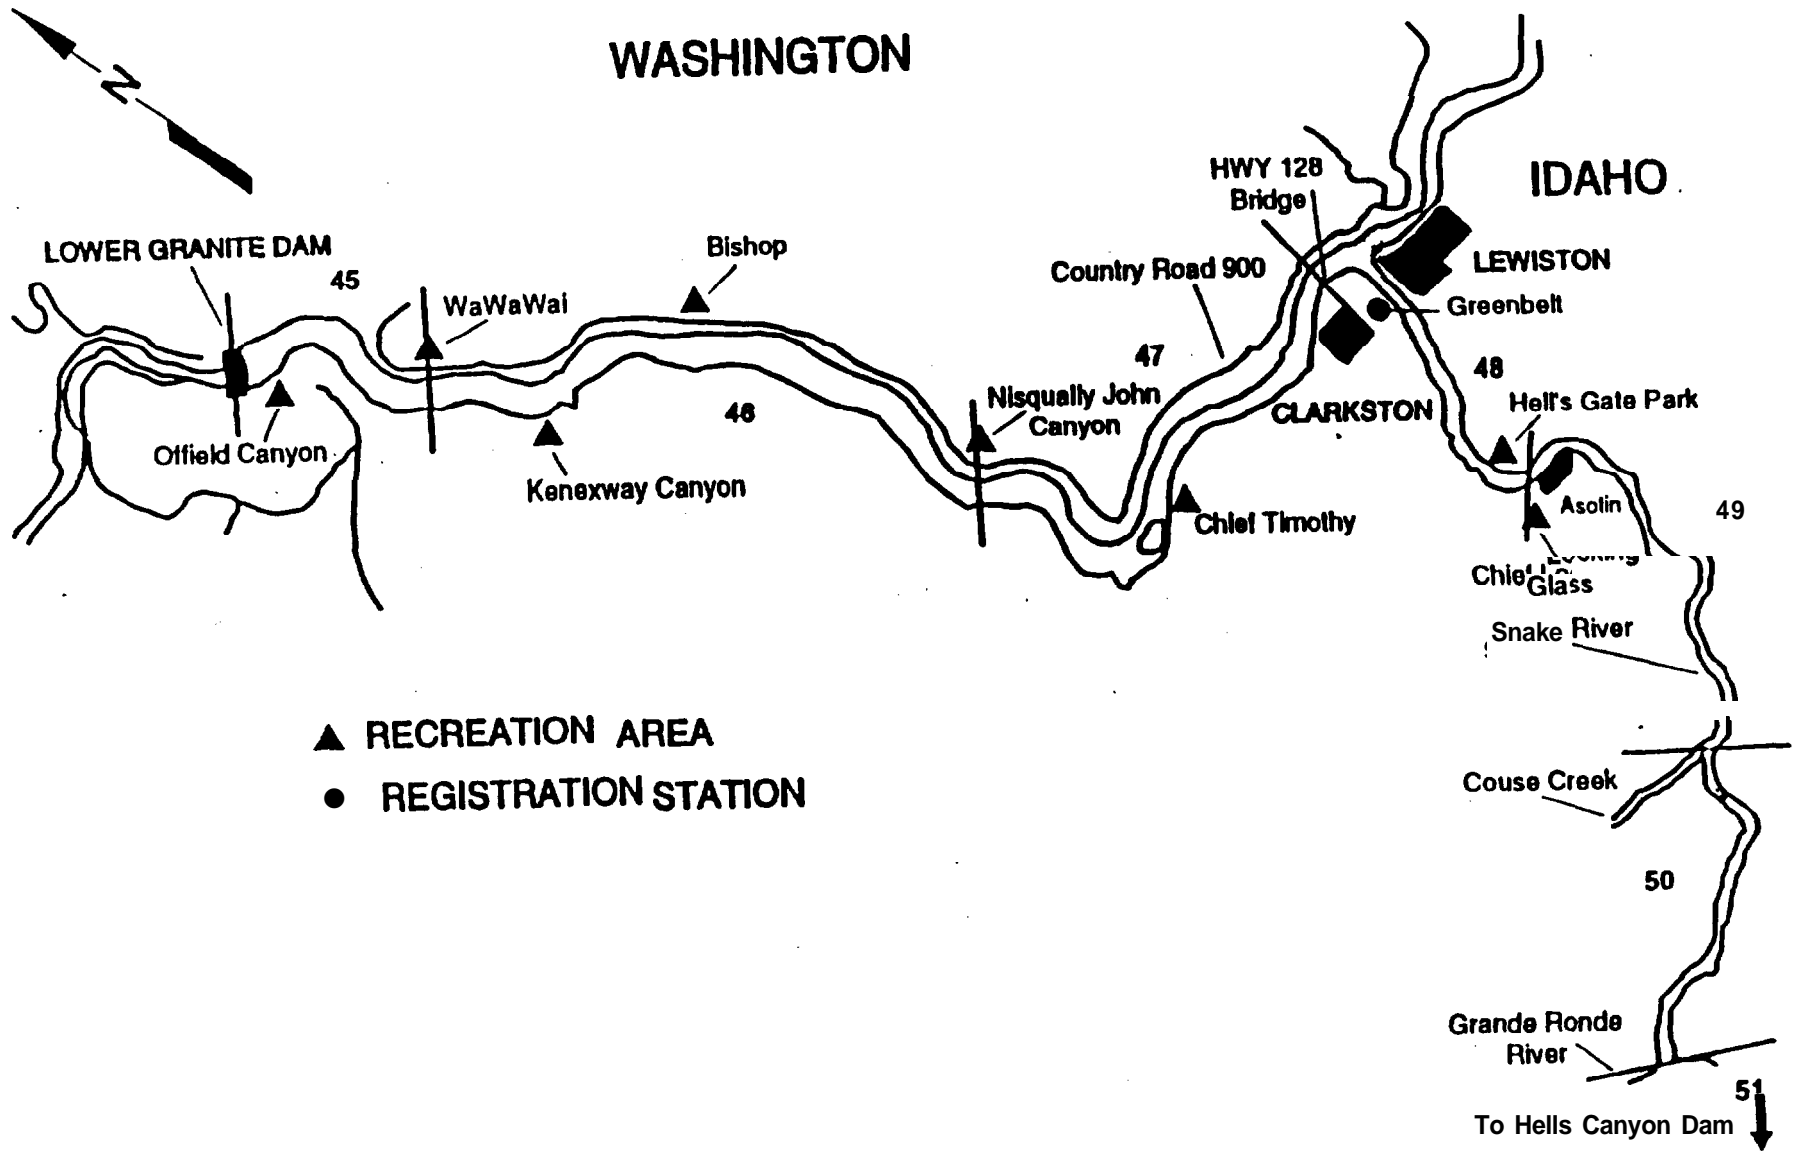 WASHINGTON
N
IDAHO
HWY 128
Bridge
LOWER GRANITE DAM
45
WaWaWai
Bishop
Country Road 900
LEWISTON
Greenbelt
47
48
Nisqually John
Canyon
CLARKSTON
Hell's Gate Park
46
Offield Canyon
Kenexway Canyon
Chief Timothy
Asotin
49
Glass
Snake River
RECREATION AREA
REGISTRATION STATION
Couse Creek
50
Grande Ronde
River
51
To Hells Canyon Dam